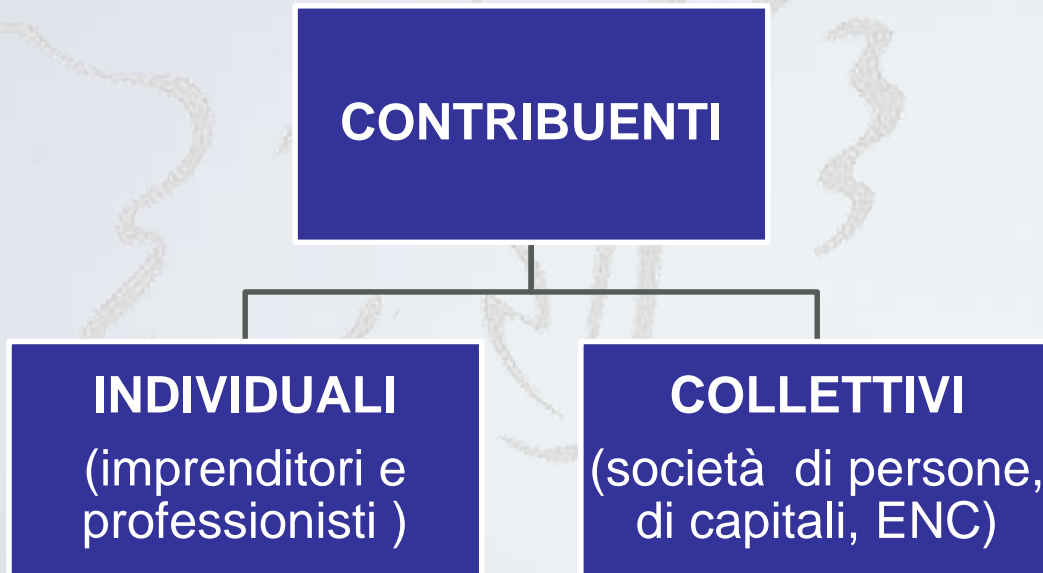 CONTRIBUENTI
INDIVIDUALI
(imprenditori e
professionisti )
COLLETTIVI
(società  di persone,
di capitali, ENC)